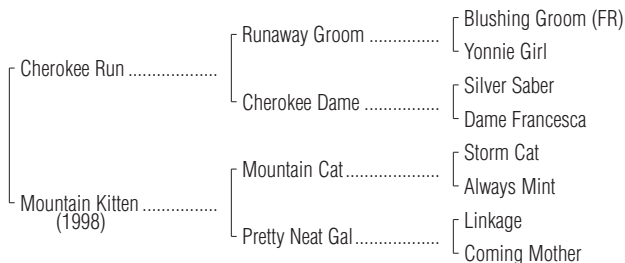 Blushing Groom (FR)
Runaway Groom ................
Yonnie Girl
Cherokee Run ..................
Silver Saber
Cherokee Dame ................
Dame Francesca
Storm Cat
Mountain Cat....................
Always Mint
Mountain Kitten ...............
(1998)
Linkage
Pretty Neat Gal..................
Coming Mother